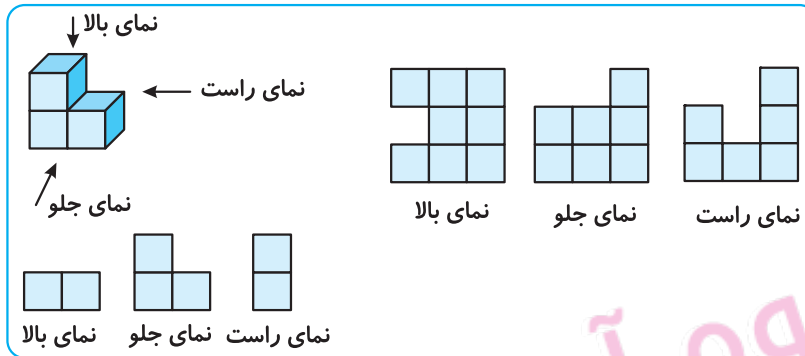 نمای بالا
نمای راست
نمای جلو
نمای بالا نمای جلو نمای راست
نمای بالا نمای جلو نمای راست